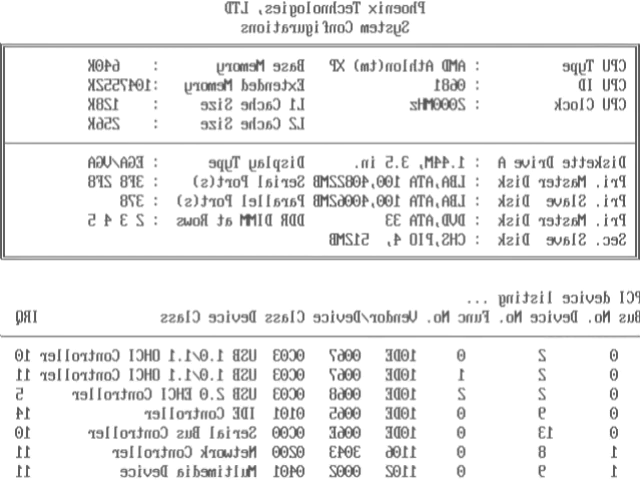 Phoenix Technologies, LTD
System Configurations
CPU Type : AMD Athlon(tm) XP Base Memory : 640K
CPU ID : 0681 Extended Memory :1047552K
CPU Clock : 2000MHz L1 Cache Size : 128K
L2 Cache Size : 256K
Diskette Drive A : 1.44M, 3.5 in. Display Type : EGA/VGA
Pri. Master Disk : LBA,ATA 100,40822MB Serial Port(s) : 3F8 2F8
Pri. Slave Disk : LBA,ATA 100,40062MB Parallel Port(s) : 378
Pri. Master Disk : DVD,ATA 33 DDR DIMM at Rows : 2 3 4 5
Sec. Slave Disk : CHS,PIO 4, 512MB
PCI device listing ...
Bus No. Device No. Func No. Vendor/Device Class Device Class IRQ
0 2 0 10DE 0067 0C03 USB 1.0/1.1 OHCI Controller 10
0 2 1 10DE 0067 0C03 USB 1.0/1.1 OHCI Controller 11
0 2 2 10DE 0068 0C03 USB 2.0 EHCI Controller 5
0 9 0 10DE 0065 0101 IDE Controller 14
0 13 0 10DE 006E 0C00 Serial Bus Controller 10
1 8 0 1106 3043 0200 Network Controller 11
1 9 0 1102 0002 0401 Multimedia Device 11